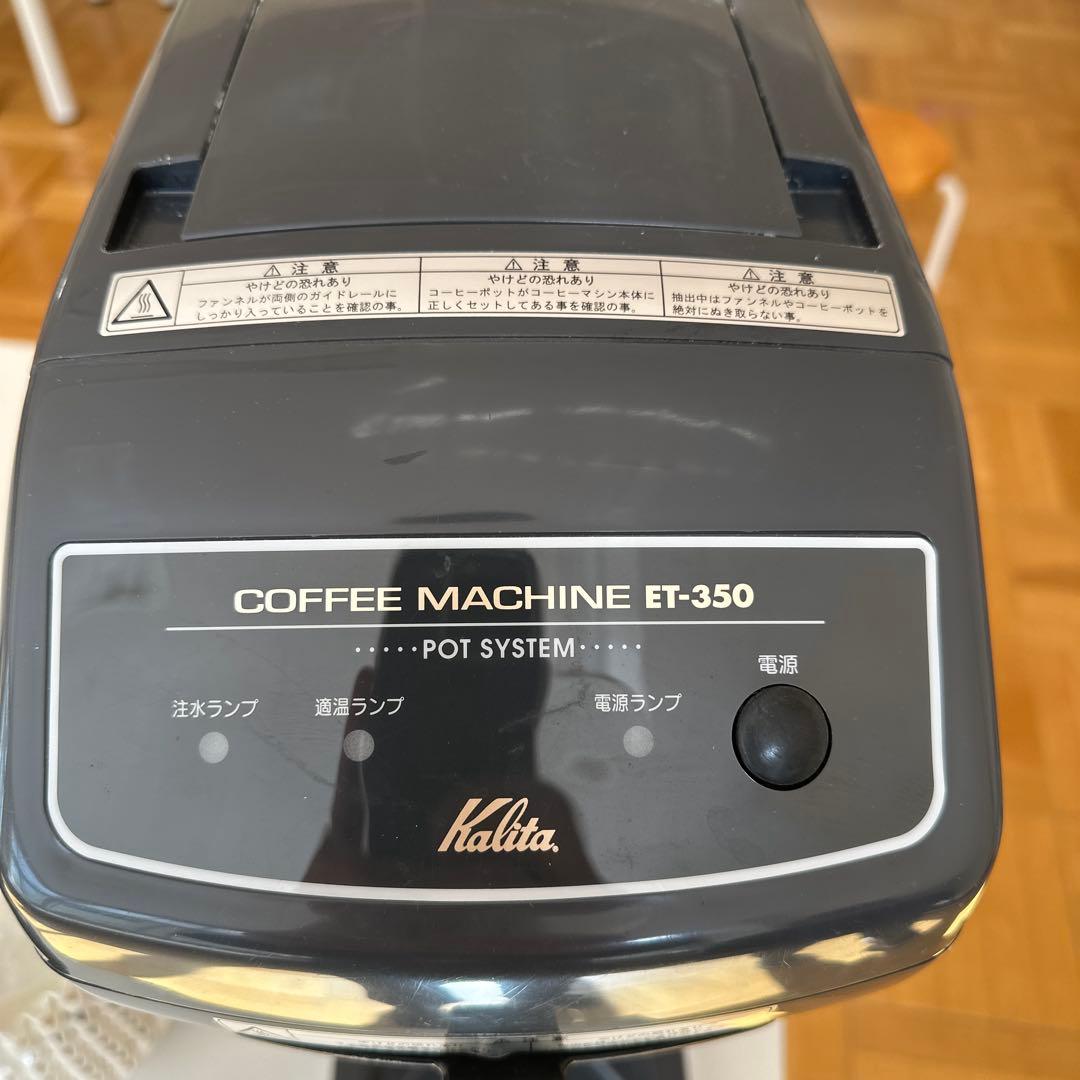 ⚠ 注意
やけどの恐れあり
ファンネルが両側のガイドレールに
しっかり入っていることを確認の事。
⚠ 注意
やけどの恐れあり
コーヒーポットがコーヒーマシン本体に
正しくセットしてある事を確認の事。
⚠ 注意
やけどの恐れあり
抽出中はファンネルやコーヒーポットを
絶対にぬき取らない事。
COFFEE MACHINE ET-350
·····POT SYSTEM·····
電源
注水ランプ 適温ランプ 電源ランプ
Kalita.